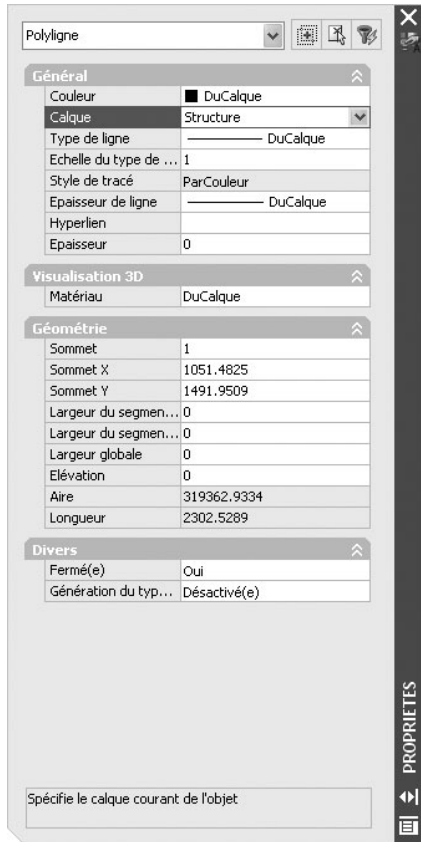 Polyligne
Général
Couleur DuCalque
Calque Structure
Type de ligne DuCalque
Echelle du type de ... 1
Style de tracé ParCouleur
Epaisseur de ligne DuCalque
Hyperlien
Epaisseur 0
Visualisation 3D
Matériau DuCalque
Géométrie
Sommet 1
Sommet X 1051.4825
Sommet Y 1491.9509
Largeur du segmen... 0
Largeur du segmen... 0
Largeur globale 0
Elévation 0
Aire 319362.9334
Longueur 2302.5289
Divers
Fermé(e) Oui
Génération du typ... Désactivé(e)
Spécifie le calque courant de l'objet
PROPRIETES